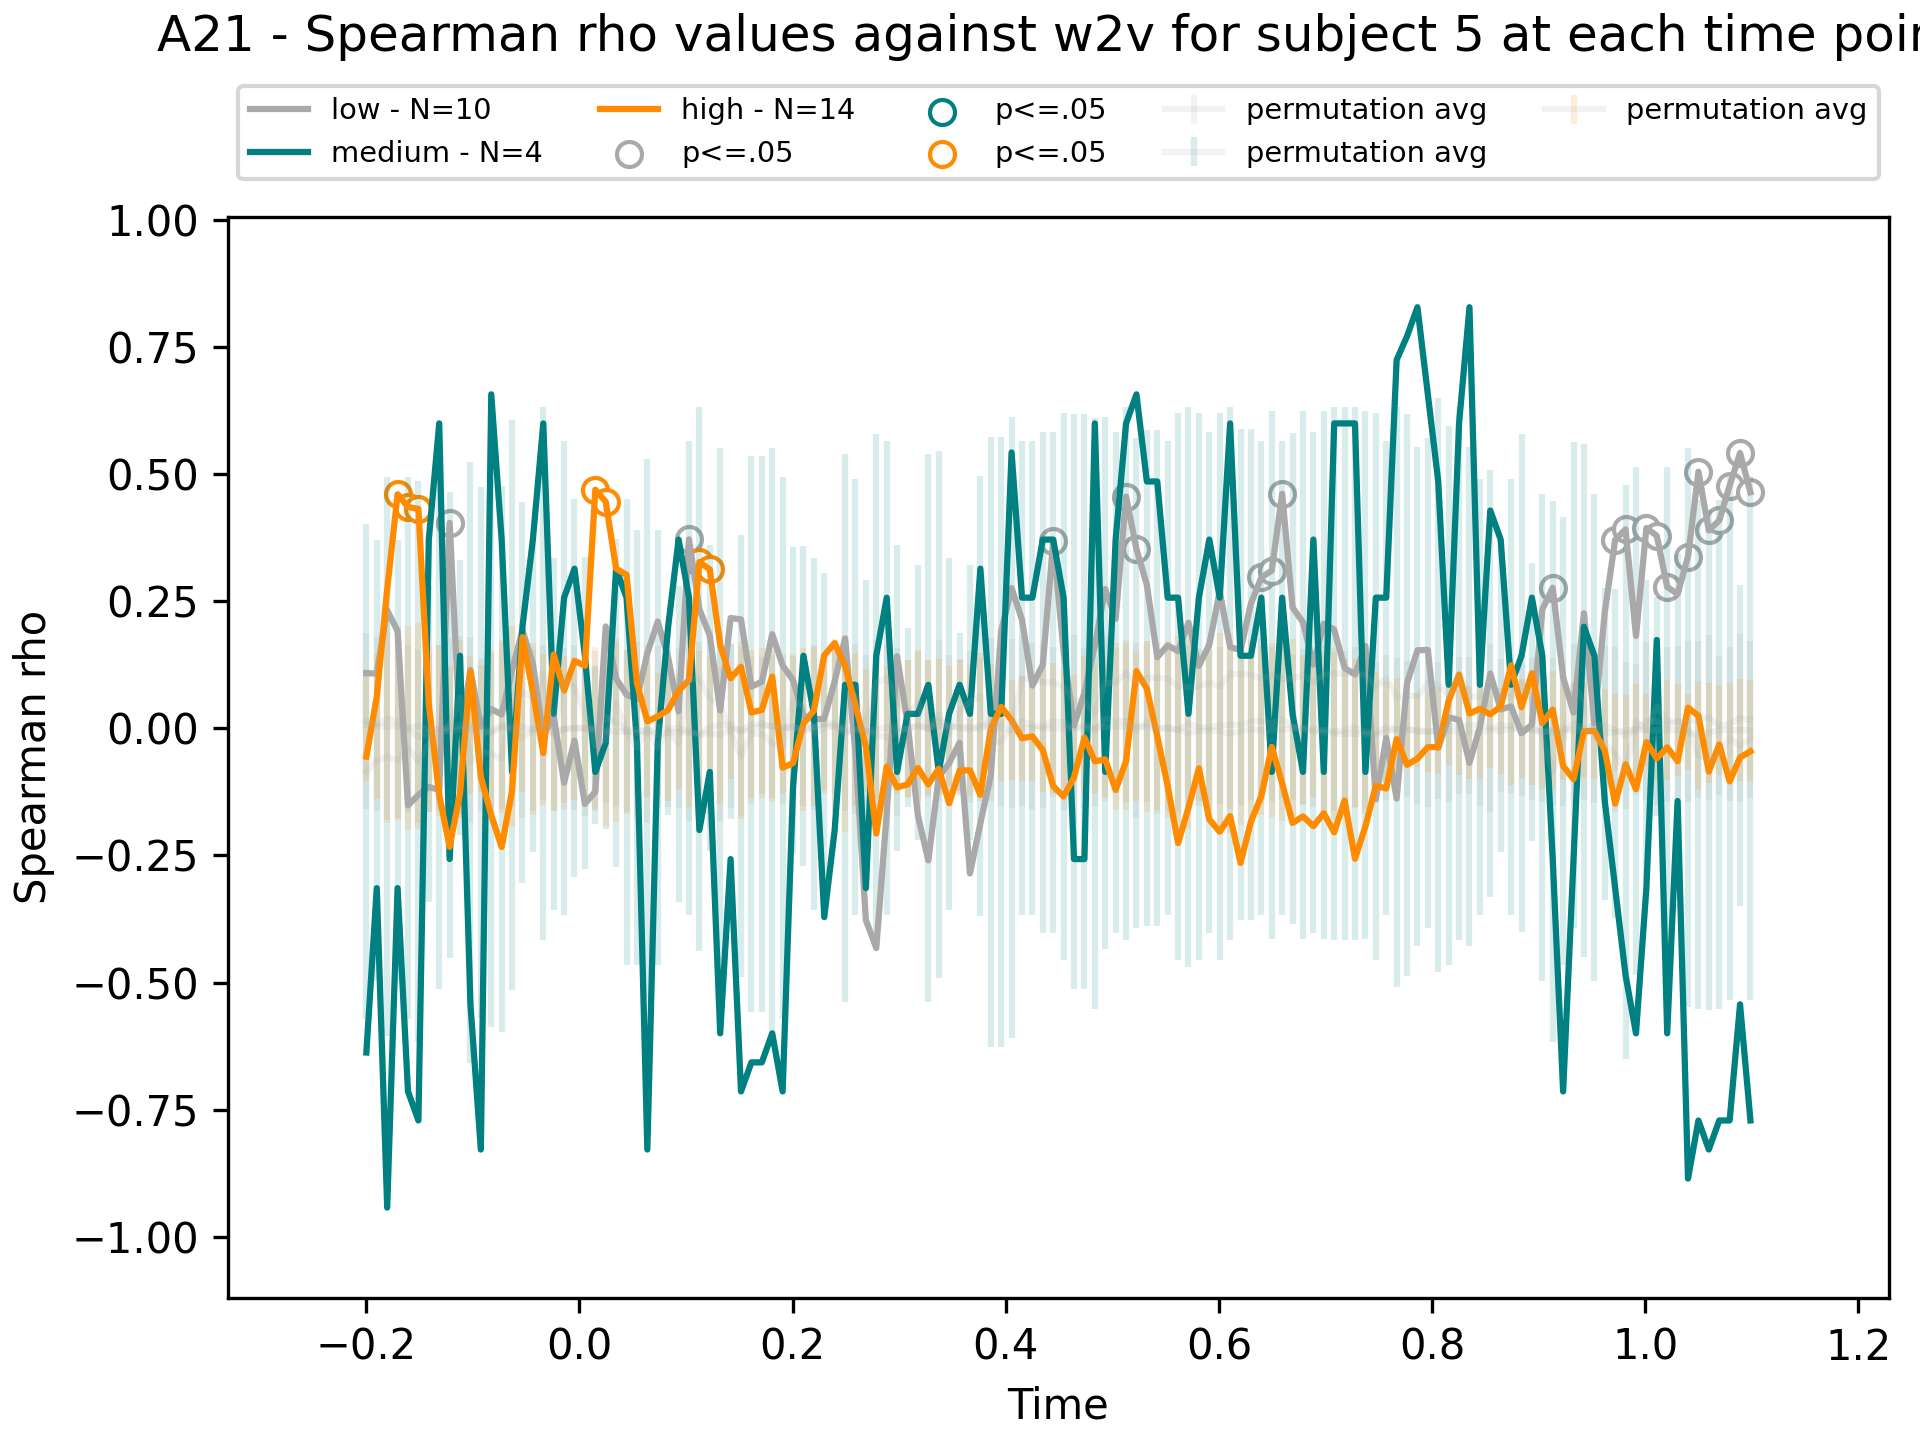 A21 - Spearman rho values against w2v for subject 5 at each time poin
low - N=10
high - N=14
p<=.05
permutation avg
permutation avg
medium - N=4
p<=.05
p<=.05
permutation avg
1.00
0.75
0.50
0.25
0.00
−0.25
−0.50
−0.75
−1.00
Spearman rho
−0.2
0.0
0.2
0.4
0.6
0.8
1.0
1.2
Time